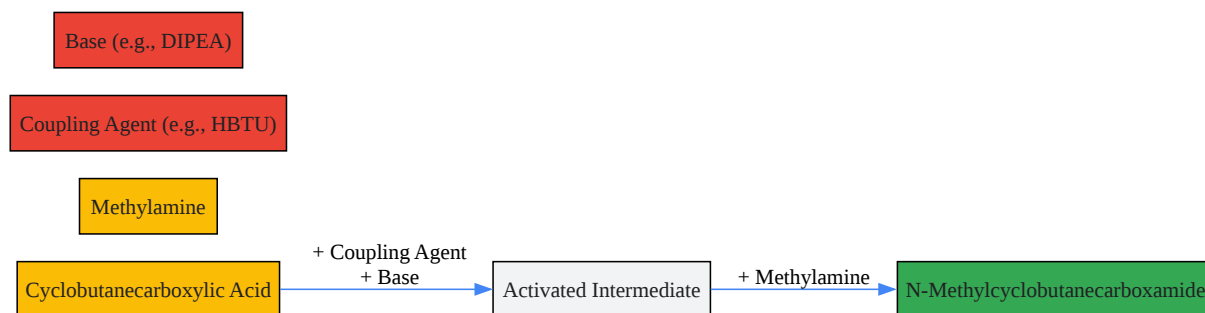 Base (e.g., DIPEA)
Coupling Agent (e.g., HBTU)
Methylamine
Cyclobutanecarboxylic Acid
+ Coupling Agent
+ Base
Activated Intermediate
+ Methylamine
N-Methylcyclobutanecarboxamide